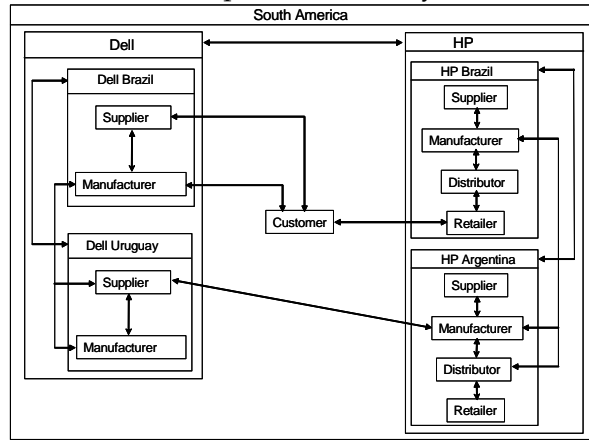 South America
Dell
HP
Dell Brazil
Supplier
Manufacturer
Dell Uruguay
Supplier
Manufacturer
Customer
HP Brazil
Supplier
Manufacturer
Distributor
Retailer
HP Argentina
Supplier
Manufacturer
Distributor
Retailer